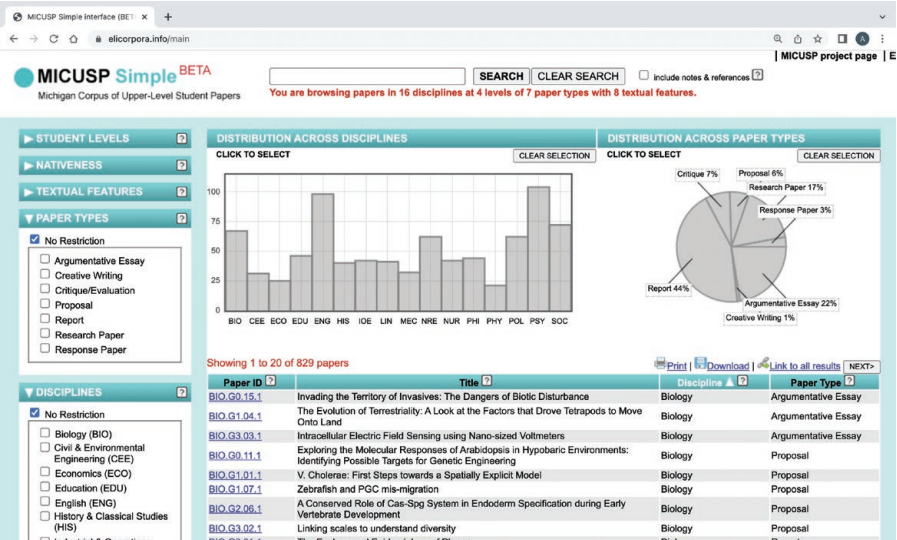 MICUSP Simple interface (BET
elicorpora.info/main
A
| MICUSP project page | E
MICUSP Simple BETA
Michigan Corpus of Upper-Level Student Papers
SEARCH CLEAR SEARCH include notes & references ?
You are browsing papers in 16 disciplines at 4 levels of 7 paper types with 8 textual features.
STUDENT LEVELS ?
NATIVENESS ?
TEXTUAL FEATURES ?
PAPER TYPES ?
No Restriction
Argumentative Essay
Creative Writing
Critique/Evaluation
Proposal
Report
Research Paper
Response Paper
DISCIPLINES ?
No Restriction
Biology (BIO)
Civil & Environmental
Engineering (CEE)
Economics (ECO)
Education (EDU)
English (ENG)
History & Classical Studies
(HIS)
DISTRIBUTION ACROSS DISCIPLINES
CLICK TO SELECT CLEAR SELECTION
100
75
50
25
0
BIO CEE ECO EDU ENG HIS IOE LIN MEC NRE NUR PHI PHY POL PSY SOC
DISTRIBUTION ACROSS PAPER TYPES
CLICK TO SELECT CLEAR SELECTION
Critique 7%
Proposal 6%
Research Paper 17%
Response Paper 3%
Report 44%
Argumentative Essay 22%
Creative Writing 1%
Showing 1 to 20 of 829 papers
Print | Download | Link to all results NEXT>
Paper ID ? Title ? Discipline ? Paper Type ?
BIO.G0.15.1 Invading the Territory of Invasives: The Dangers of Biotic Disturbance Biology Argumentative Essay
BIO.G1.04.1 The Evolution of Terrestriality: A Look at the Factors that Drove Tetrapods to Move Biology Argumentative Essay
Onto Land
BIO.G3.03.1 Intracellular Electric Field Sensing using Nano-sized Voltmeters Biology Argumentative Essay
BIO.G0.11.1 Exploring the Molecular Responses of Arabidopsis in Hypobaric Environments: Biology Proposal
Identifying Possible Targets for Genetic Engineering
BIO.G1.01.1 V. Cholerae: First Steps towards a Spatially Explicit Model Biology Proposal
BIO.G1.07.1 Zebrafish and PGC mis-migration Biology Proposal
BIO.G2.06.1 A Conserved Role of Cas-Spg System in Endoderm Specification during Early Biology Proposal
Vertebrate Development
BIO.G3.02.1 Linking scales to understand diversity Biology Proposal